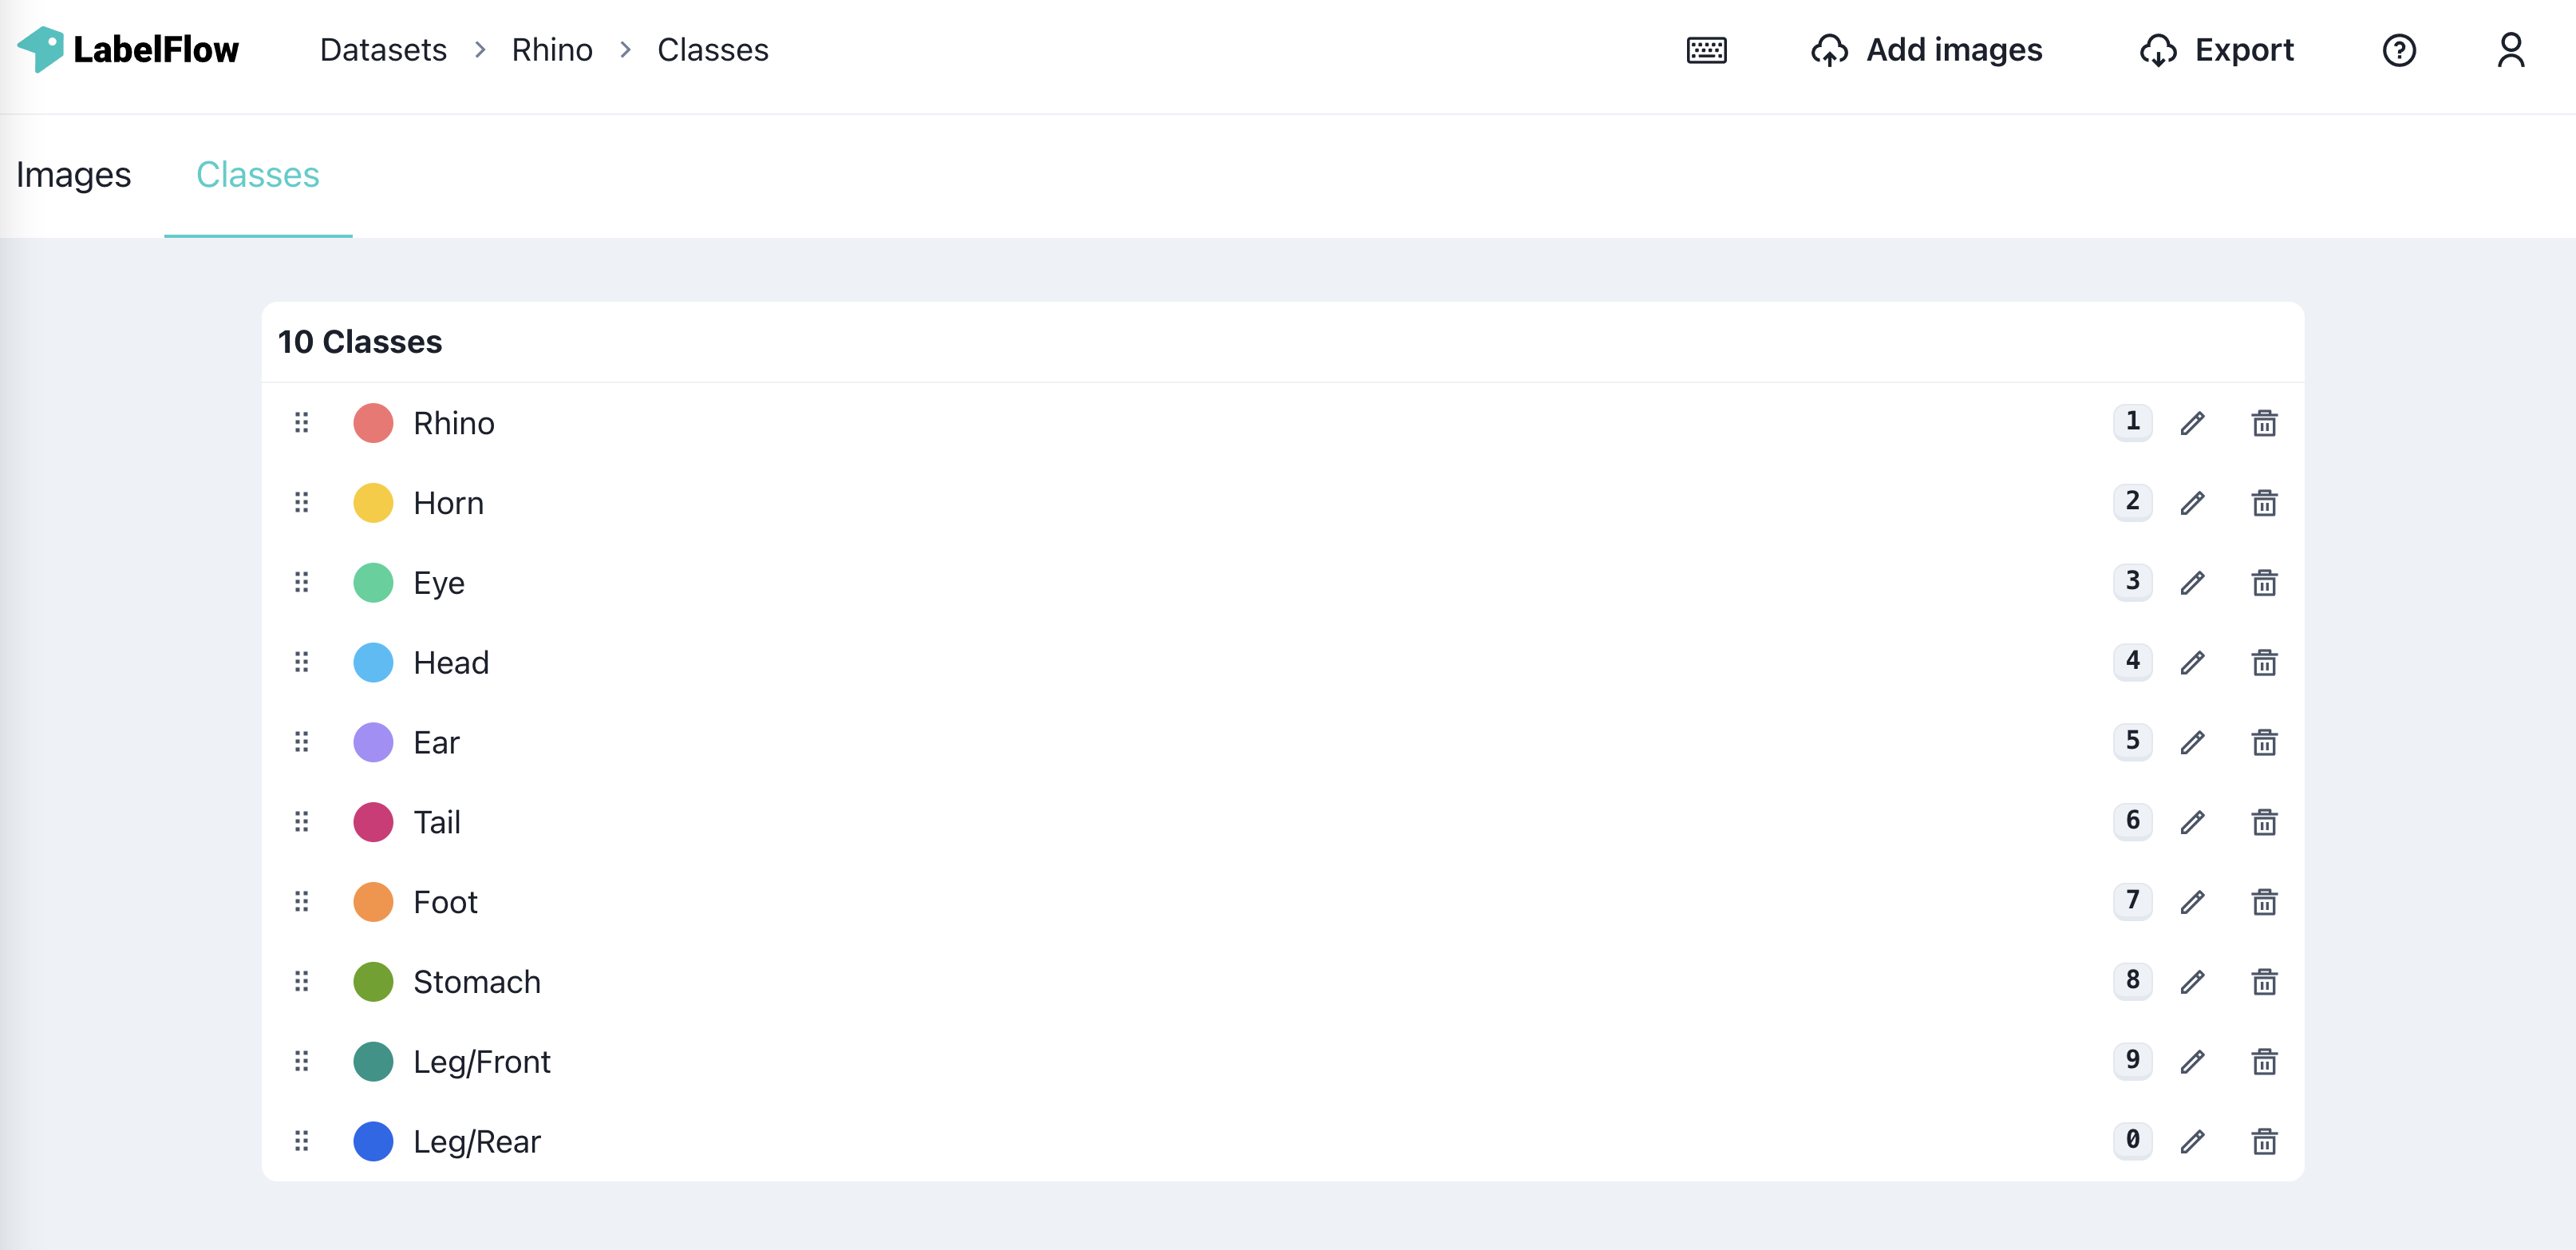 LabelFlow Datasets > Rhino > Classes Add images Export
Images Classes
10 Classes
Rhino 1
Horn 2
Eye 3
Head 4
Ear 5
Tail 6
Foot 7
Stomach 8
Leg/Front 9
Leg/Rear 0